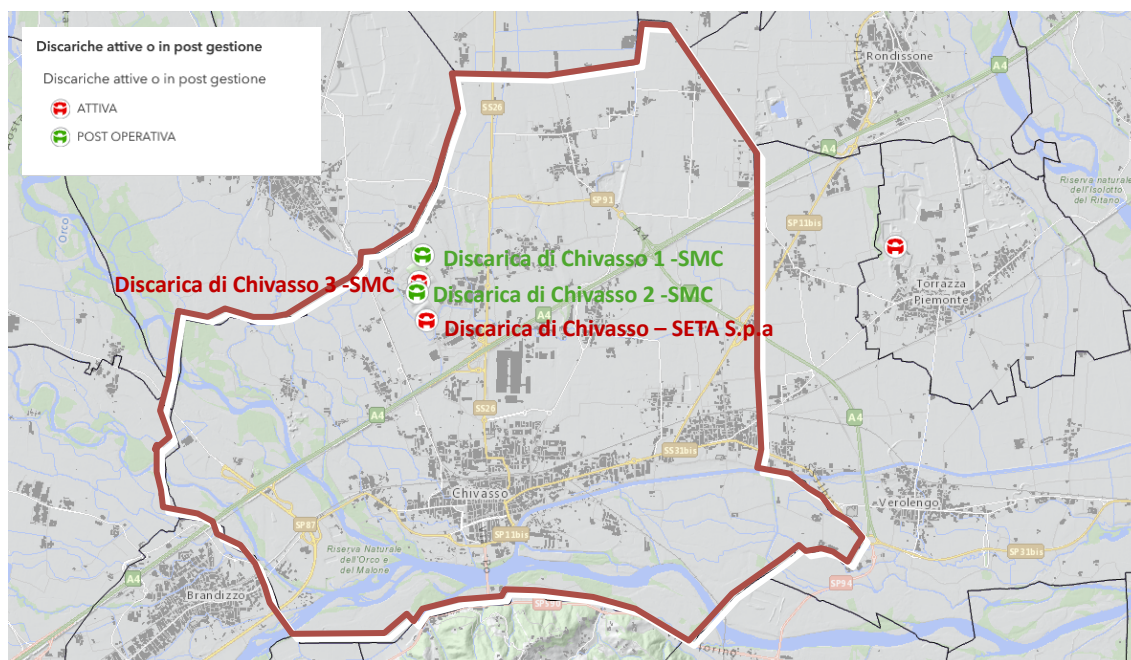 Discariche attive o in post gestione
Discariche attive o in post gestione
ATTIVA
POST OPERATIVA
Rondissone
A4
SS26
A4
Riserva naturale
dell'Isolotto
del Ritano
Orco
SP91
SP11bis
A4
Discarica di Chivasso 1 -SMC
Discarica di Chivasso 3 -SMC
Discarica di Chivasso 2 -SMC
Torrazza
Piemonte
A4
Discarica di Chivasso – SETA S.p.a
A4
SS26
A4
SS31bis
Chivasso
Verolengo
SP87
SP11bis
SP31bis
Riserva Naturale
dell'Orco e
del Malone
A4
SP94
Brandizzo
SP590
Torino